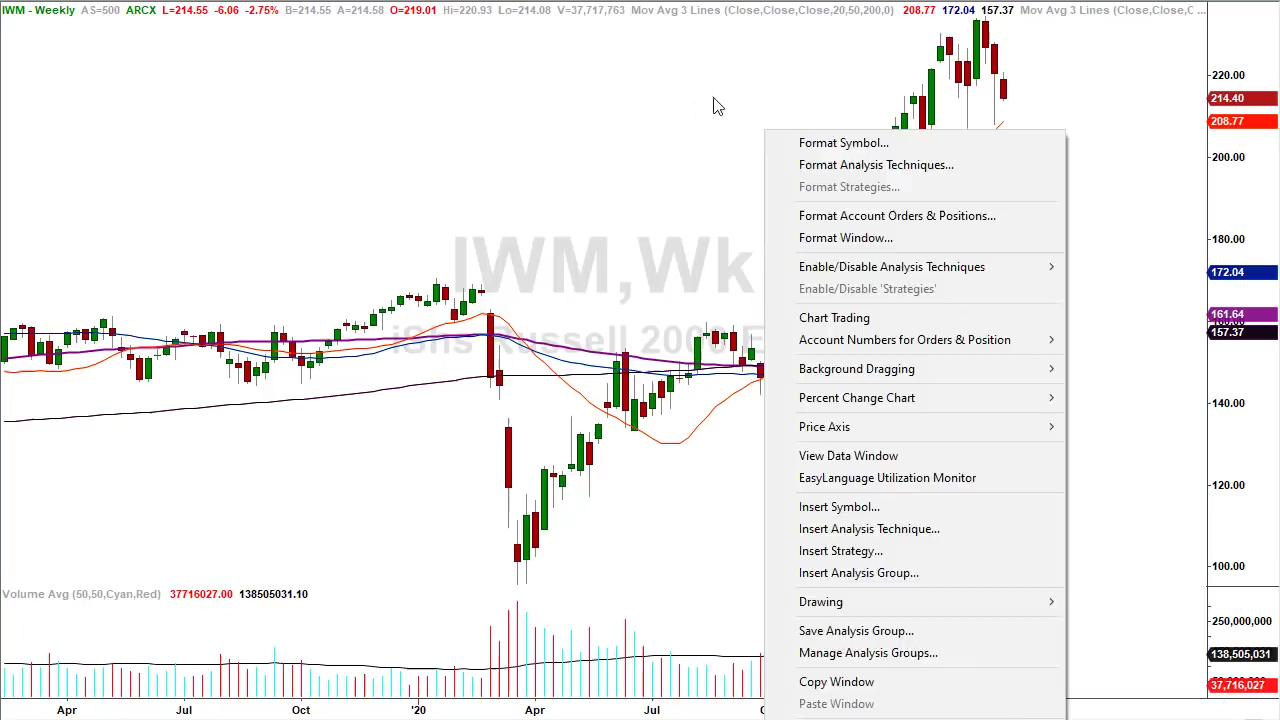 IWM - Weekly AS=500 ARCX L=214.55 -6.06 -2.75% B=214.55 A=214.58 O=219.01 Hi=220.93 Lo=214.08 V=37,717,763 Mov Avg 3 Lines (Close,Close,Close,20,50,200,0) 208.77 172.04 157.37 Mov Avg 3 Lines (Close,Close,C ...
220.00
214.40
208.77
200.00
180.00
172.04
161.64
157.37
140.00
120.00
100.00
IWM,Wk
iShs Russell 2000 E
Format Symbol...
Format Analysis Techniques...
Format Strategies...
Format Account Orders & Positions...
Format Window...
Enable/Disable Analysis Techniques
Enable/Disable 'Strategies'
Chart Trading
Account Numbers for Orders & Position
Background Dragging
Percent Change Chart
Price Axis
View Data Window
EasyLanguage Utilization Monitor
Insert Symbol...
Insert Analysis Technique...
Insert Strategy...
Insert Analysis Group...
Drawing
Save Analysis Group...
Manage Analysis Groups...
Copy Window
Paste Window
Volume Avg (50,50,Cyan,Red) 37716027.00 138505031.10
250,000,000
138,505,031
37,716,027
Apr Jul Oct '20 Apr Jul